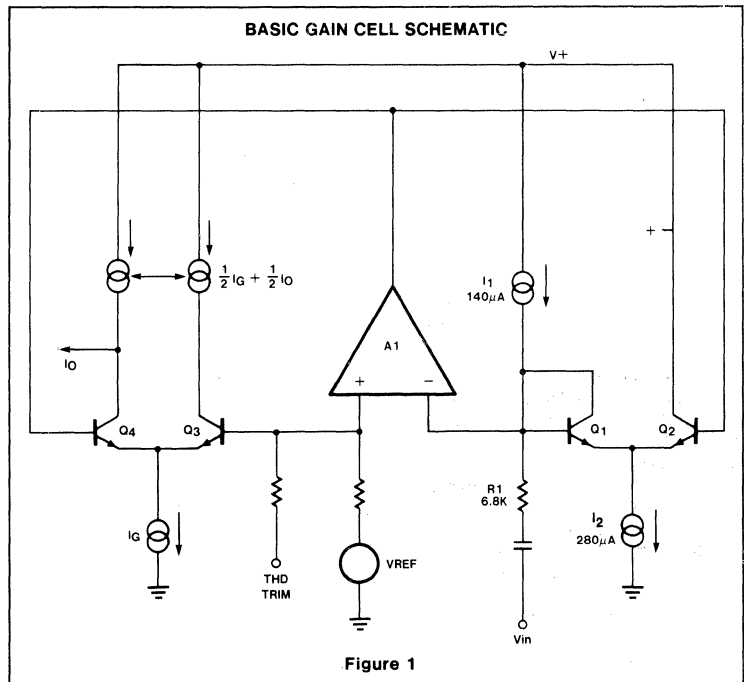 BASIC GAIN CELL SCHEMATIC
V+
1/2 IG + 1/2 IO
I1
140μA
+ −
IO
A1
+ −
Q4
Q3
Q1
Q2
R1
6.8K
IG
I2
280μA
THD
TRIM
VREF
Vin
Figure 1